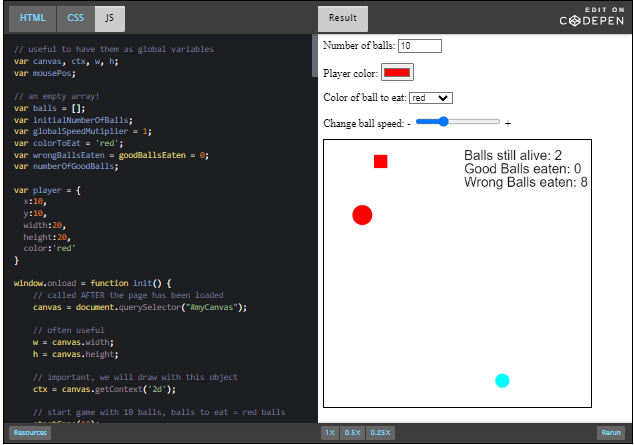 HTML
CSS
JS
Result
EDIT ON
CODEPEN
// useful to have them as global variables
var canvas, ctx, w, h;
var mousePos;
// an empty array!
var balls = [];
var initialNumberOfBalls;
var globalSpeedMutiplier = 1;
var colorToEat = 'red';
var wrongBallsEaten = goodBallsEaten = 0;
var numberOfGoodBalls;
var player = {
x:10,
y:10,
width:20,
height:20,
color:'red'
}
window.onload = function init() {
// called AFTER the page has been loaded
canvas = document.querySelector("#myCanvas");
// often useful
w = canvas.width;
h = canvas.height;
// important, we will draw with this object
ctx = canvas.getContext('2d');
// start game with 10 balls, balls to eat = red balls
Number of balls: 10
Player color:
Color of ball to eat: red
Change ball speed: - +
Balls still alive: 2
Good Balls eaten: 0
Wrong Balls eaten: 8
Resources
1X
0.5X
0.25X
Rerun